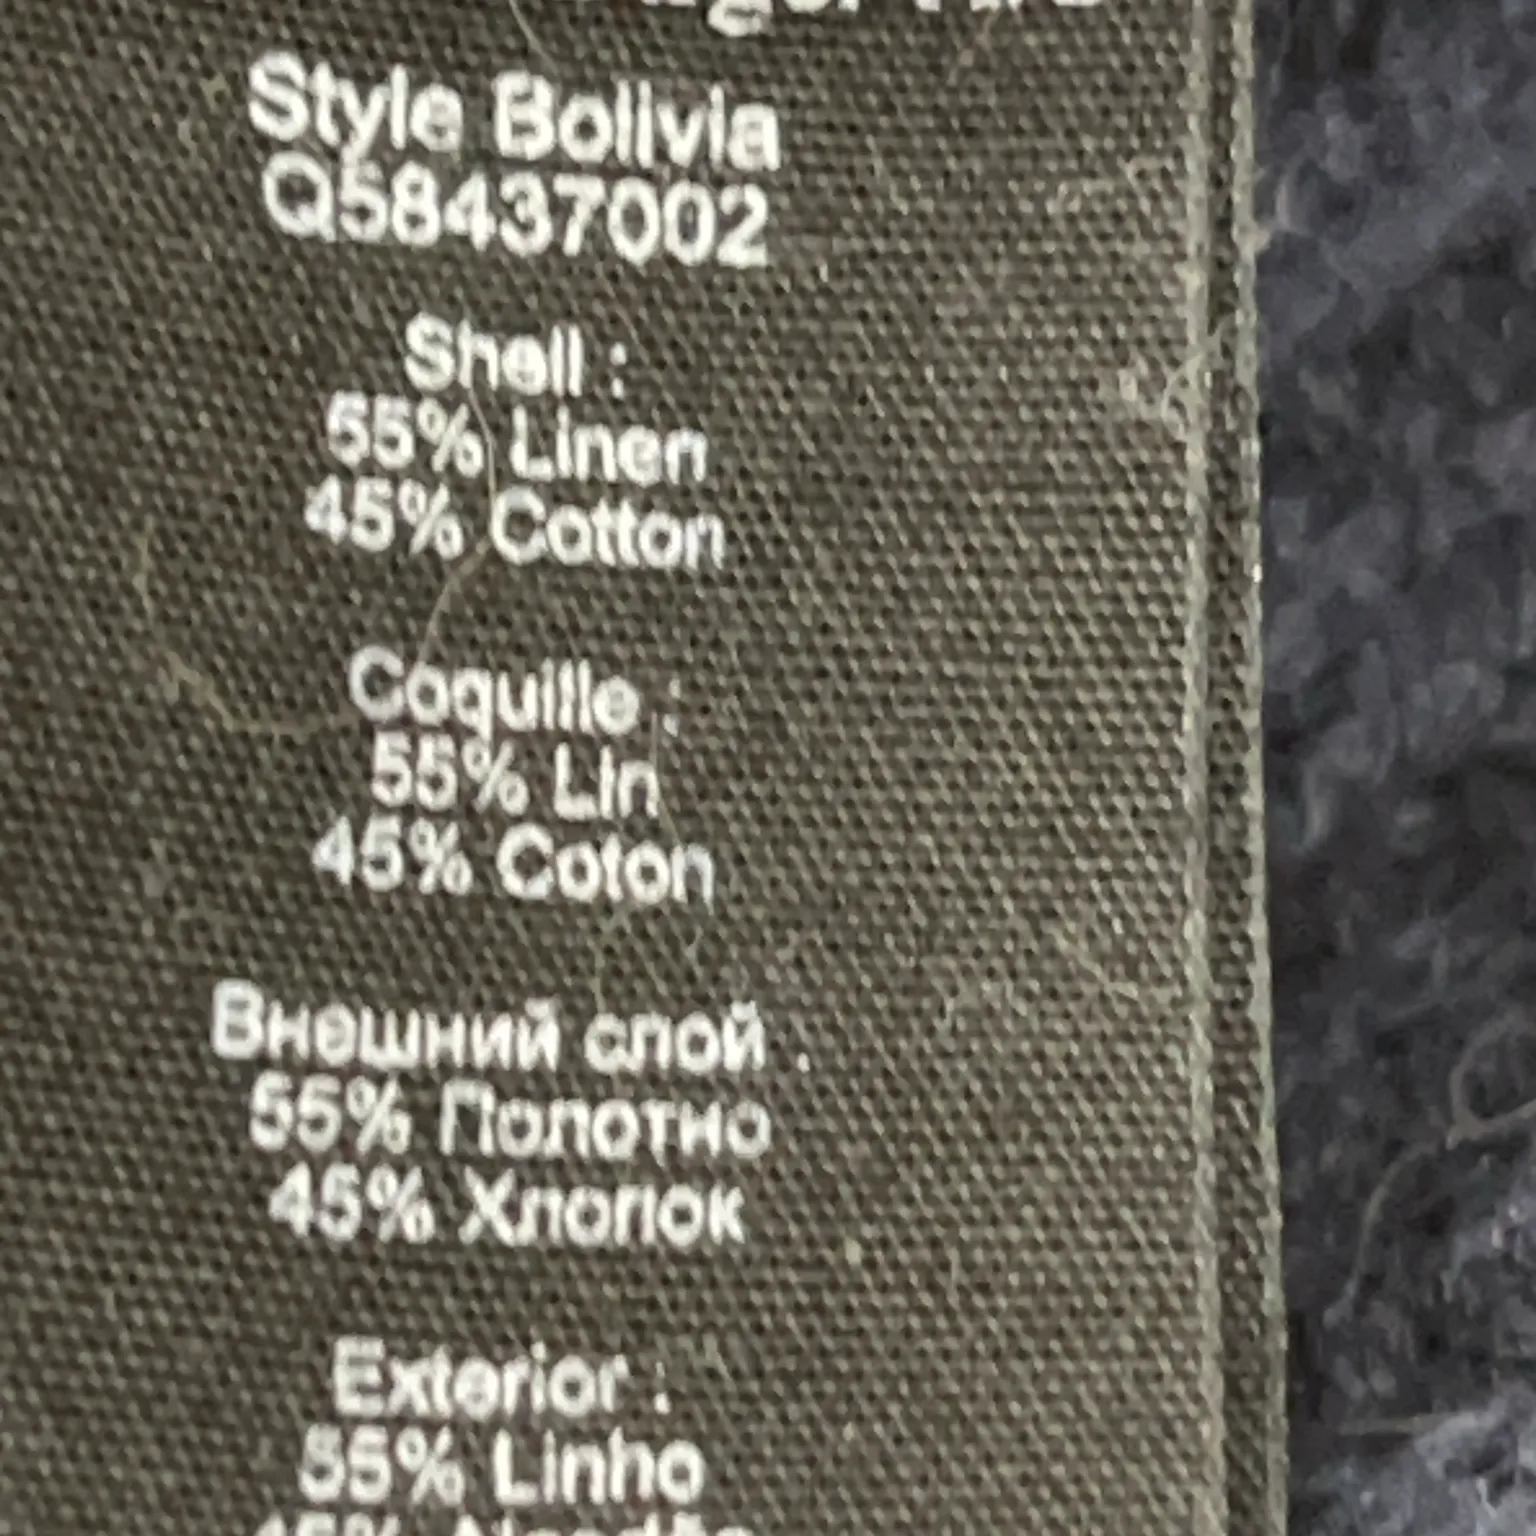 Style Bolivia
Q58437002
Shell :
55% Linen
45% Cotton
Coquille :
55% Lin
45% Coton
Внешний слой :
55% Полотно
45% Хлопок
Exterior :
55% Linho
45%